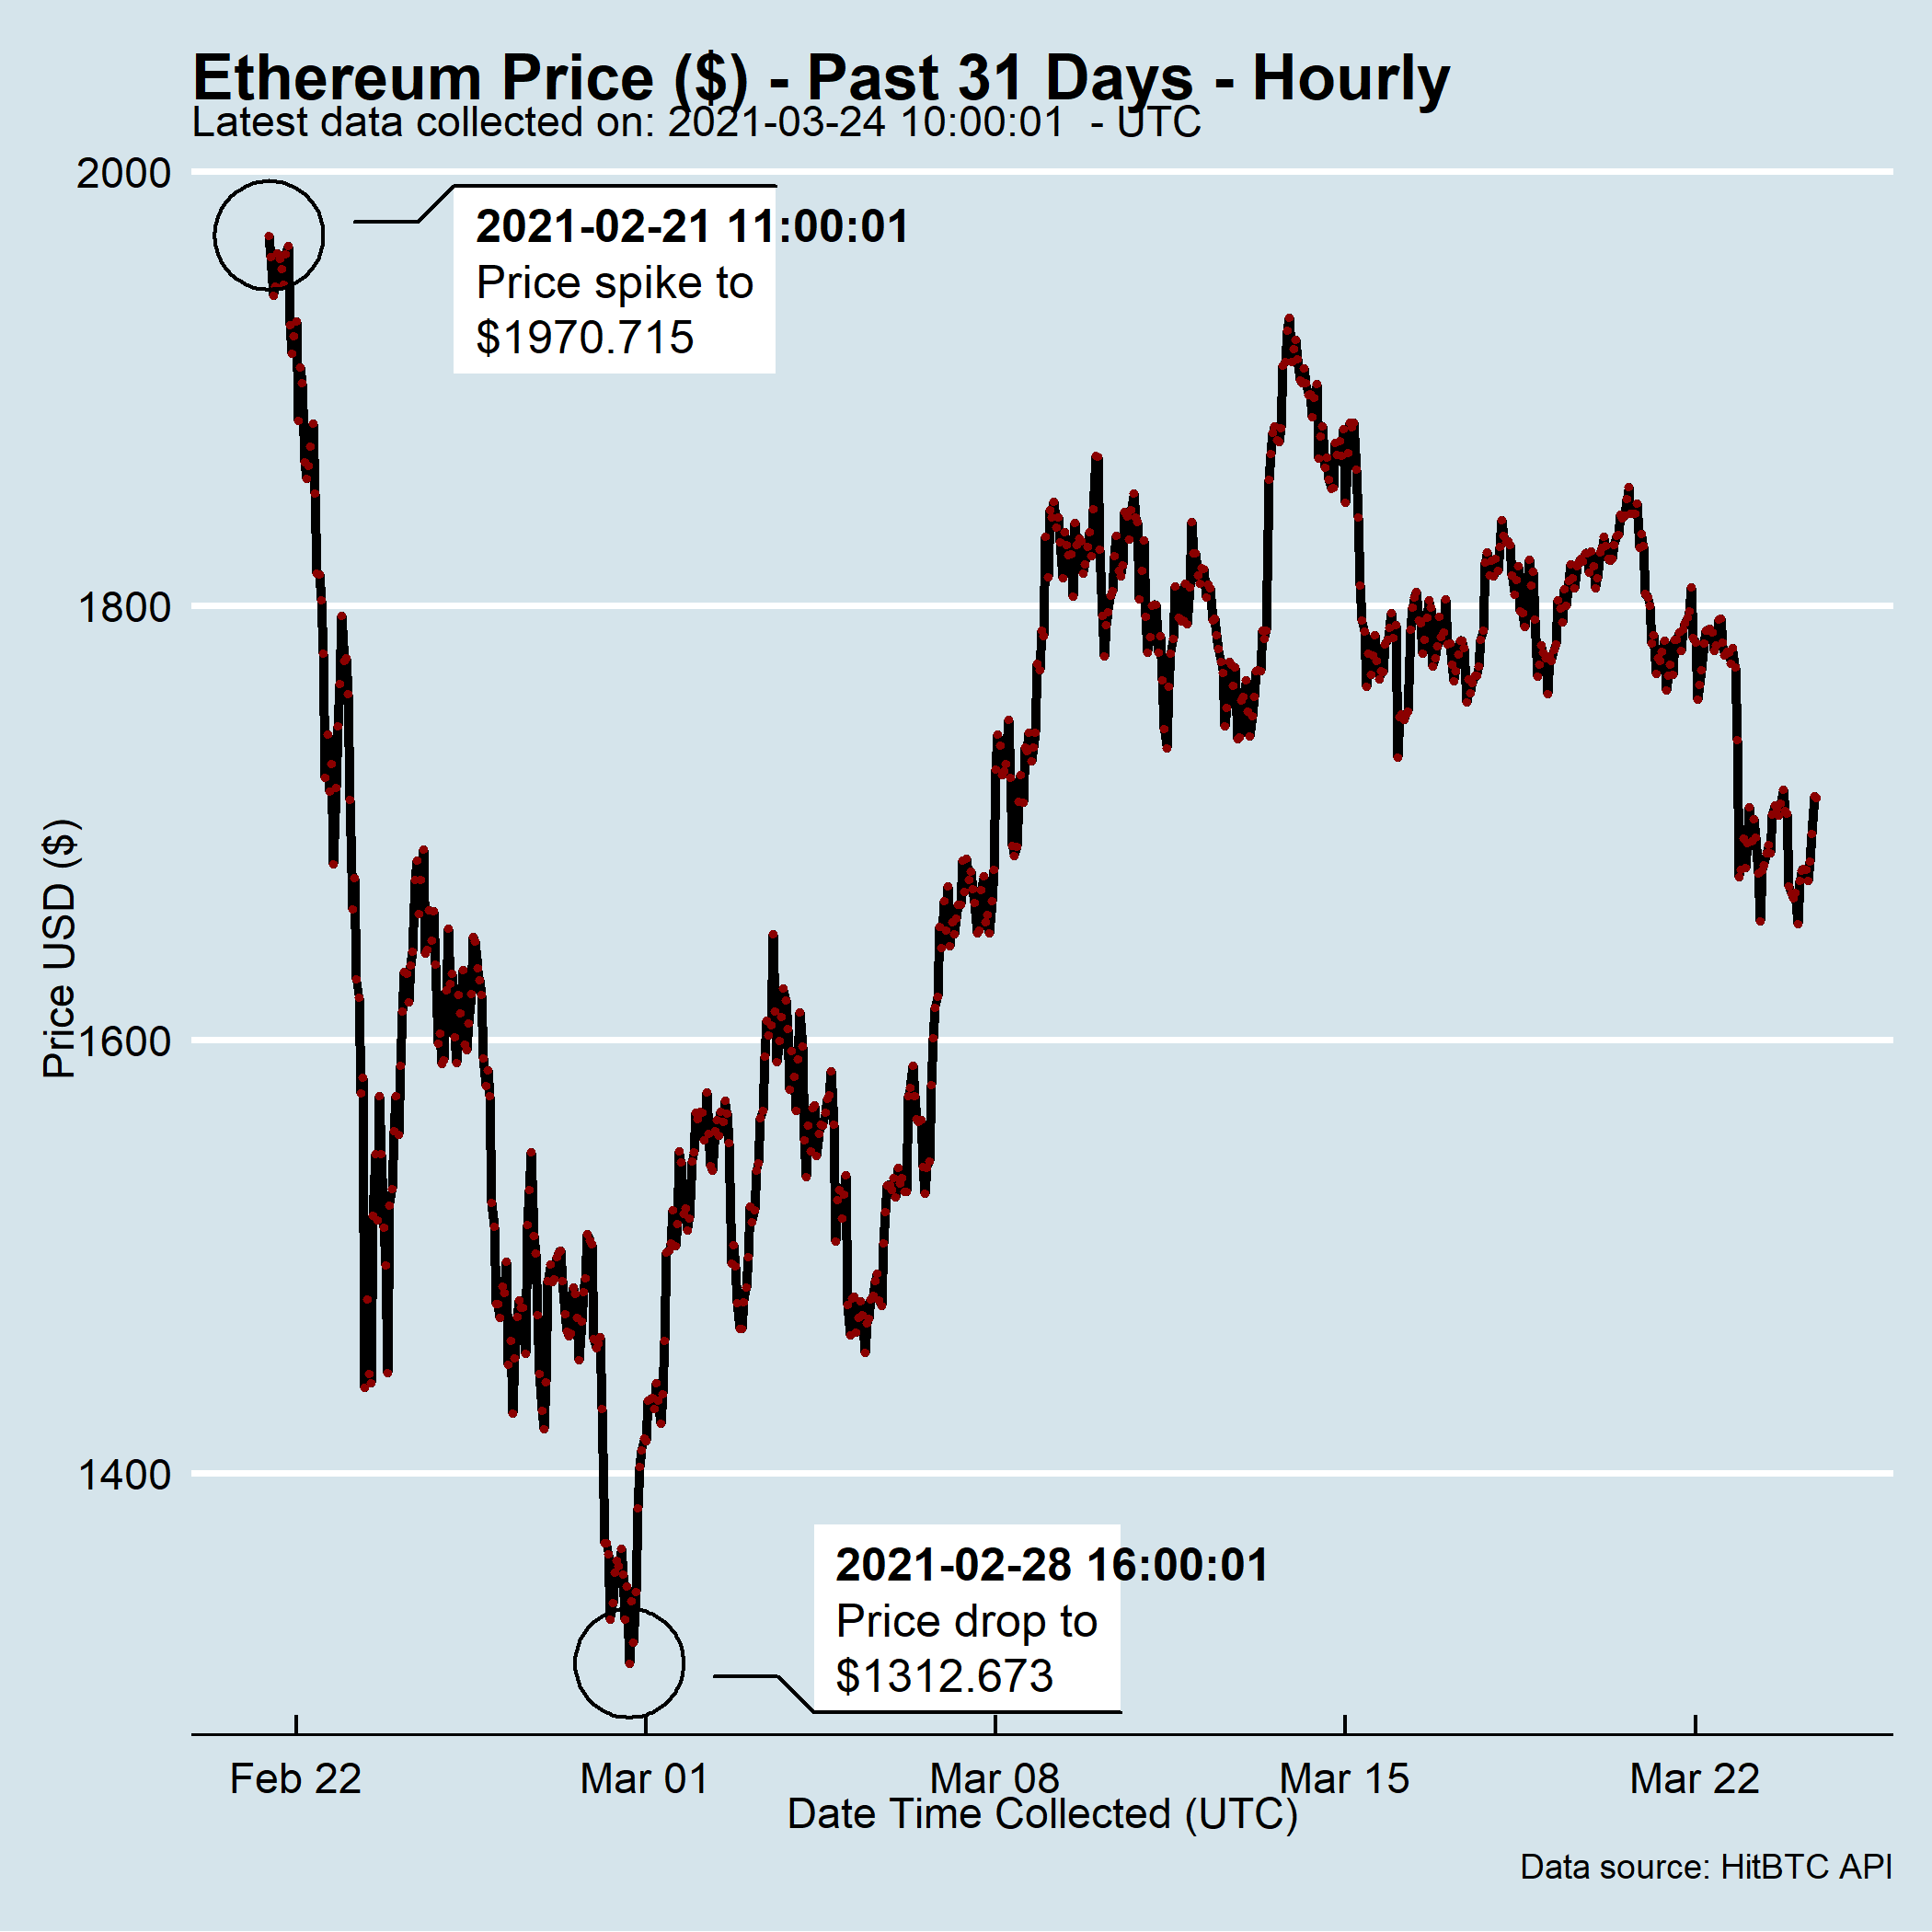 Ethereum Price ($) - Past 31 Days - Hourly
Latest data collected on: 2021-03-24 10:00:01  - UTC
2000
2021-02-21 11:00:01
Price spike to
$1970.715
1800
Price USD ($)
1600
1400
2021-02-28 16:00:01
Price drop to
$1312.673
Feb 22 Mar 01 Mar 08 Mar 15 Mar 22
Date Time Collected (UTC)
Data source: HitBTC API